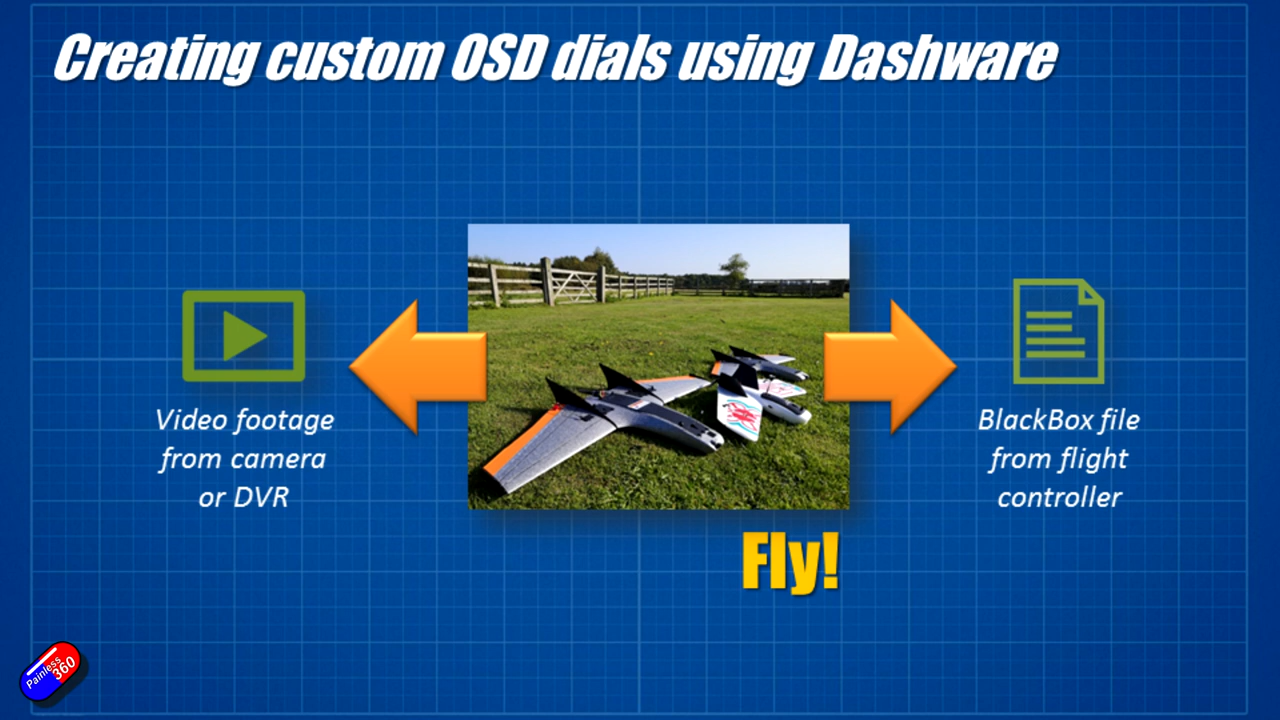 Creating custom OSD dials using Dashware
Video footage
from camera
or DVR
BlackBox file
from flight
controller
Fly!
Painless
360